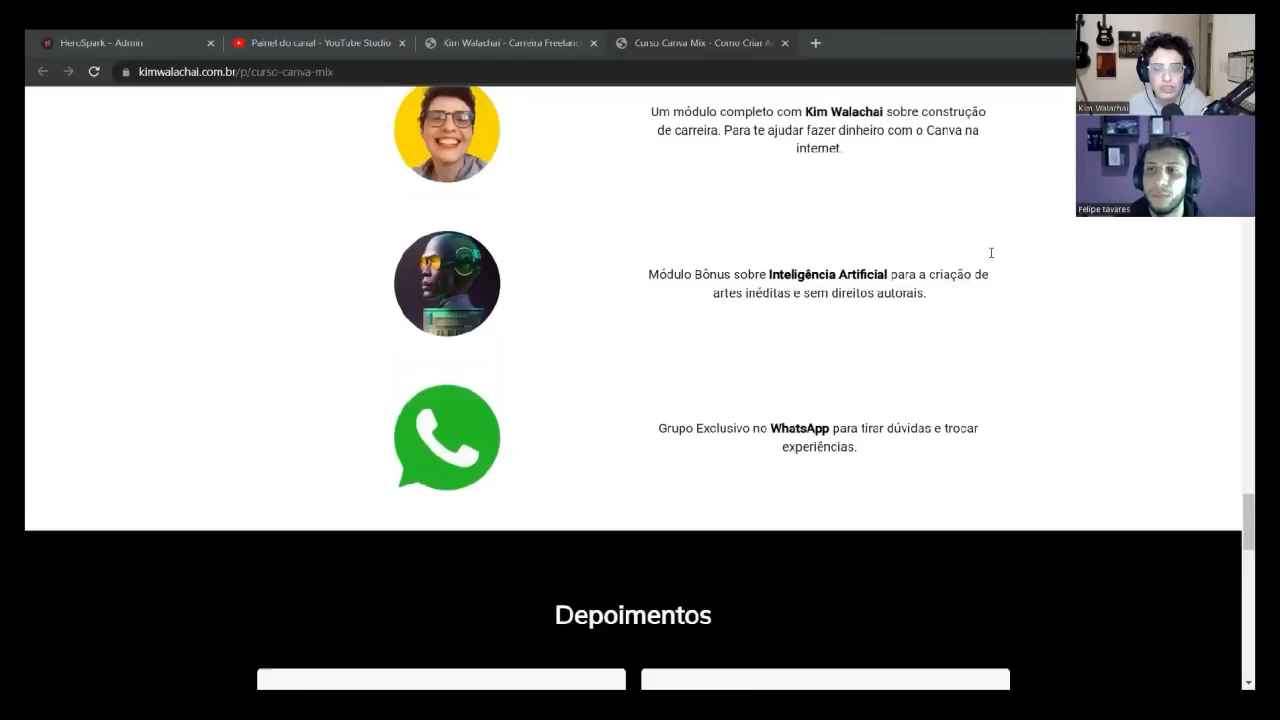 HeroSpark – Admin
Painel do canal - YouTube Studio
Kim Walachai - Carreira Freelanc
Curso Canva Mix - Como Criar A
kimwalachai.com.br/p/curso-canva-mix
Kim Walachai
Felipe tavares
Um módulo completo com Kim Walachai sobre construção
de carreira. Para te ajudar fazer dinheiro com o Canva na
internet.
Módulo Bônus sobre Inteligência Artificial para a criação de
artes inéditas e sem direitos autorais.
Grupo Exclusivo no WhatsApp para tirar dúvidas e trocar
experiências.
Depoimentos